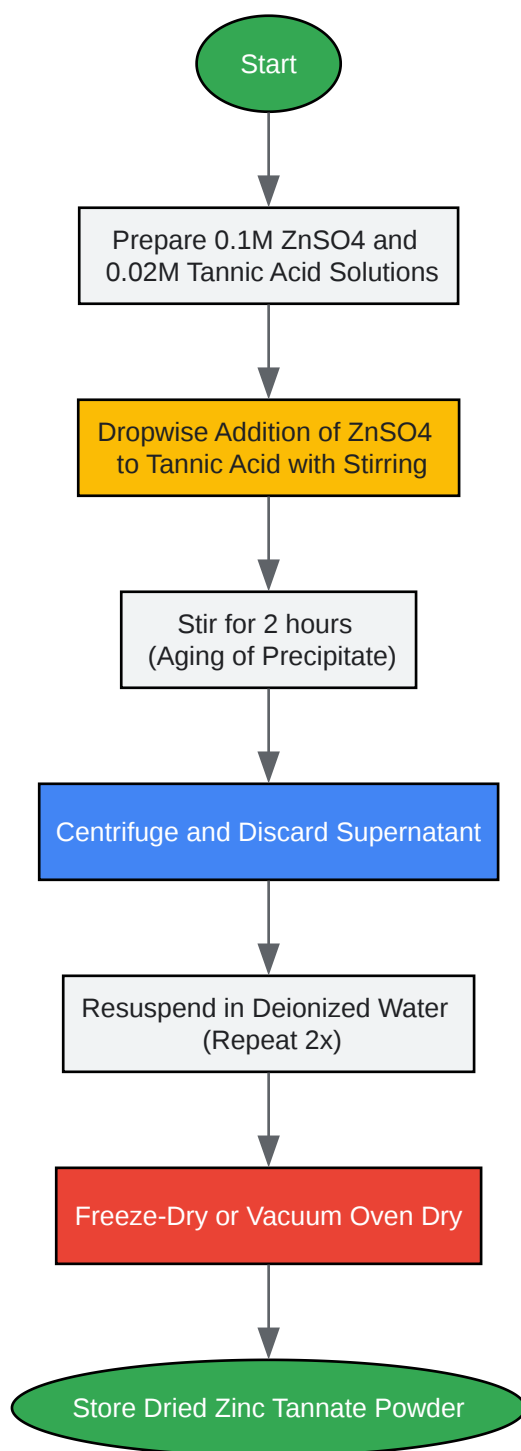 Start
Prepare 0.1M ZnSO4 and
0.02M Tannic Acid Solutions
Dropwise Addition of ZnSO4
to Tannic Acid with Stirring
Stir for 2 hours
(Aging of Precipitate)
Centrifuge and Discard Supernatant
Resuspend in Deionized Water
(Repeat 2x)
Freeze-Dry or Vacuum Oven Dry
Store Dried Zinc Tannate Powder